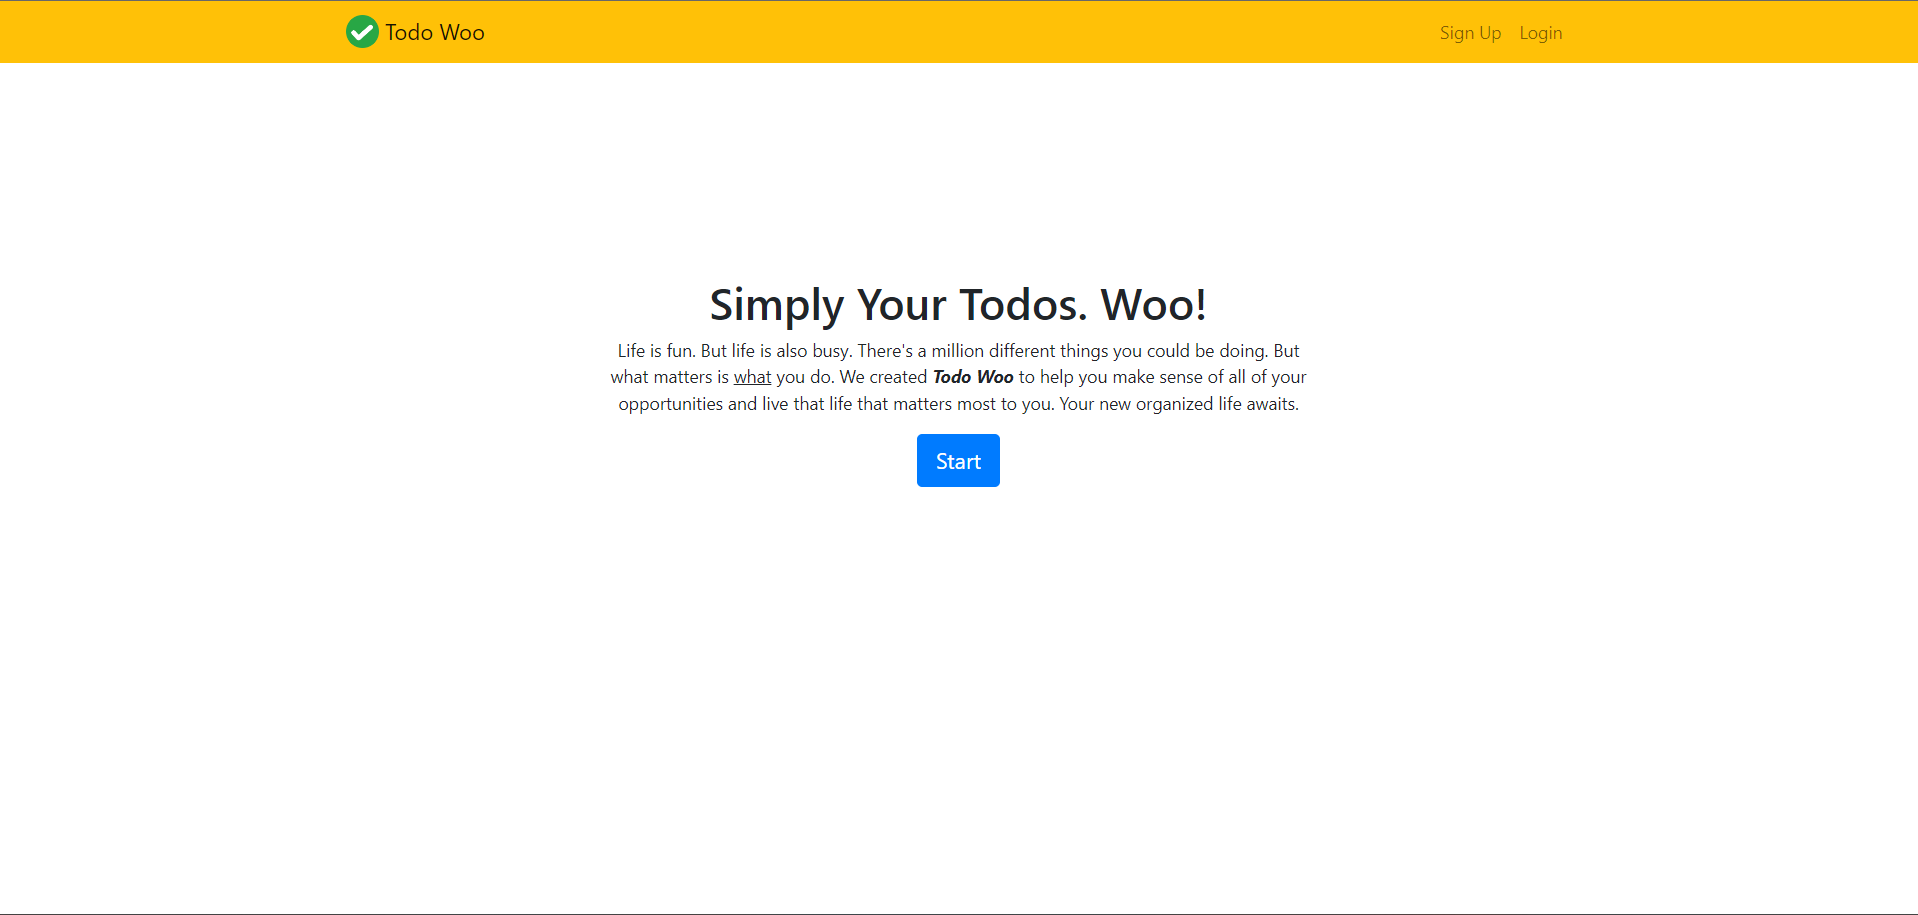 Todo Woo
Sign Up
Login
Simply Your Todos. Woo!
Life is fun. But life is also busy. There's a million different things you could be doing. But
what matters is what you do. We created Todo Woo to help you make sense of all of your
opportunities and live that life that matters most to you. Your new organized life awaits.
Start